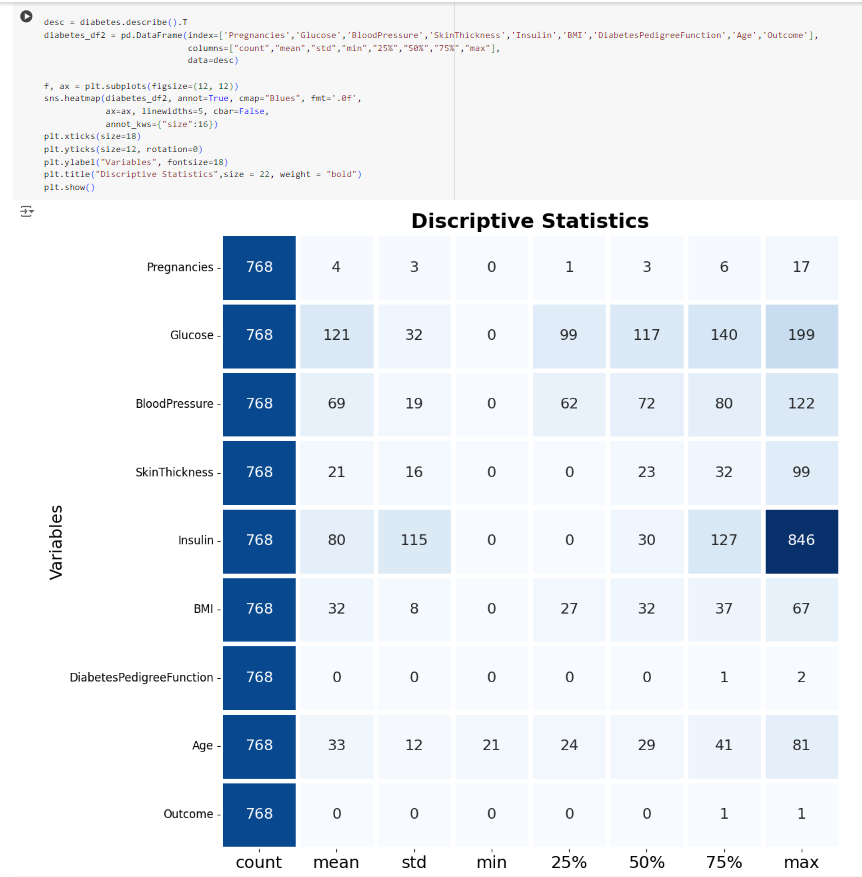 desc = diabetes.describe().T
diabetes_df2 = pd.DataFrame(index=['Pregnancies','Glucose','BloodPressure','SkinThickness','Insulin','BMI','DiabetesPedigreeFunction','Age','Outcome'],
columns=["count","mean","std","min","25%","50%","75%","max"],
data=desc)
f, ax = plt.subplots(figsize=(12, 12))
sns.heatmap(diabetes_df2, annot=True, cmap="Blues", fmt='.0f',
ax=ax, linewidths=5, cbar=False,
annot_kws={"size":16})
plt.xticks(size=18)
plt.yticks(size=12, rotation=0)
plt.ylabel("Variables", fontsize=18)
plt.title("Discriptive Statistics",size = 22, weight = "bold")
plt.show()
Discriptive Statistics
Pregnancies 768 4 3 0 1 3 6 17
Glucose 768 121 32 0 99 117 140 199
BloodPressure 768 69 19 0 62 72 80 122
SkinThickness 768 21 16 0 0 23 32 99
Variables
Insulin 768 80 115 0 0 30 127 846
BMI 768 32 8 0 27 32 37 67
DiabetesPedigreeFunction 768 0 0 0 0 0 1 2
Age 768 33 12 21 24 29 41 81
Outcome 768 0 0 0 0 0 1 1
count mean std min 25% 50% 75% max